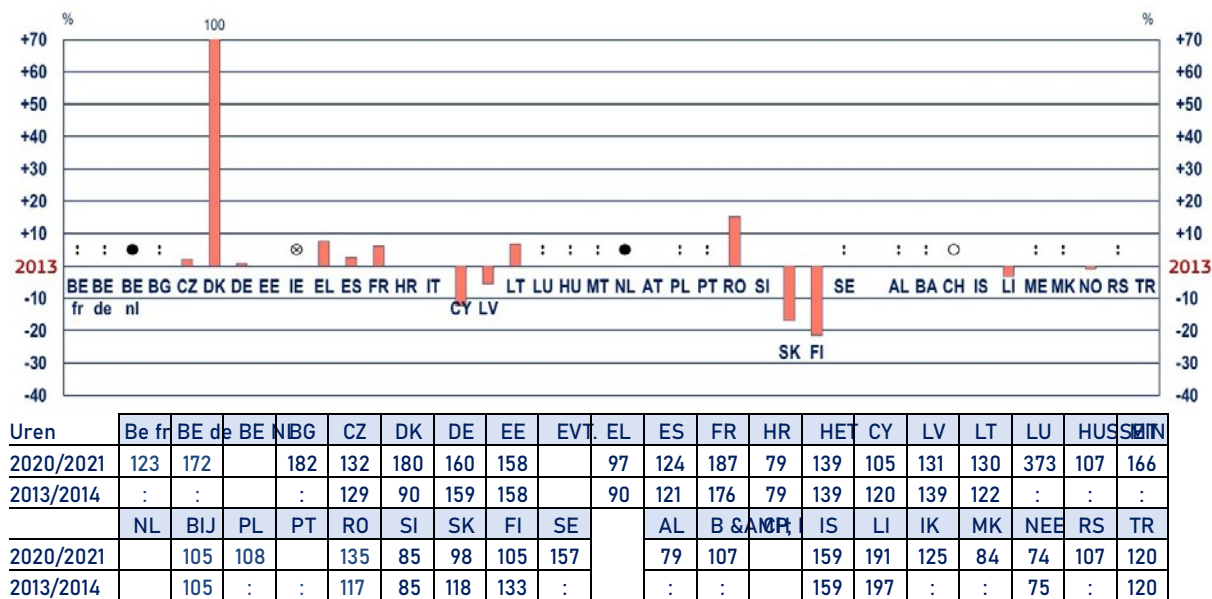 % 100 %
+70 +70
+60 +60
+50 +50
+40 +40
+30 +30
+20 +20
+10 +10
: : ● : ⊗ : : : ● : : : : : ○ : : :
2013 2013
BE BE BE BG CZ DK DE EE IE EL ES FR HR IT LT LU HU MT NL AT PL PT RO SI SE AL BA CH IS LI ME MK NO RS TR
-10 -10
fr de nl CY LV
-20 -20
SK FI
-30 -30
-40 -40
Uren Be fr BE de BE NL BG CZ DK DE EE EVT. EL ES FR HR HET CY LV LT LU
2020/2021 123 172 182 132 180 160 158 97 124 187 79 139 105 131 130 373 107 166
2013/2014 : : : 129 90 159 158 90 121 176 79 139 120 139 122 : : :
NL BIJ PL PT RO SI SK FI SE AL IS LI IK MK NEE RS TR
2020/2021 105 108 135 85 98 105 157 79 107 159 191 125 84 74 107 120
2013/2014 105 : : 117 85 118 133 : : : 159 197 : : 75 : 120